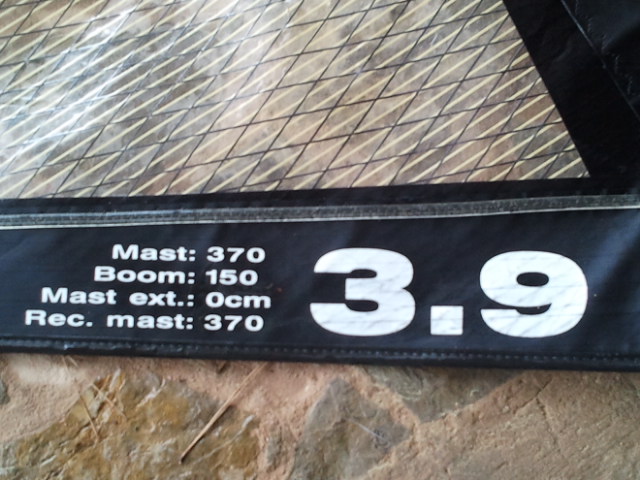 Mast: 370
Boom: 150
Mast ext.: 0cm
Rec. mast: 370
3.9